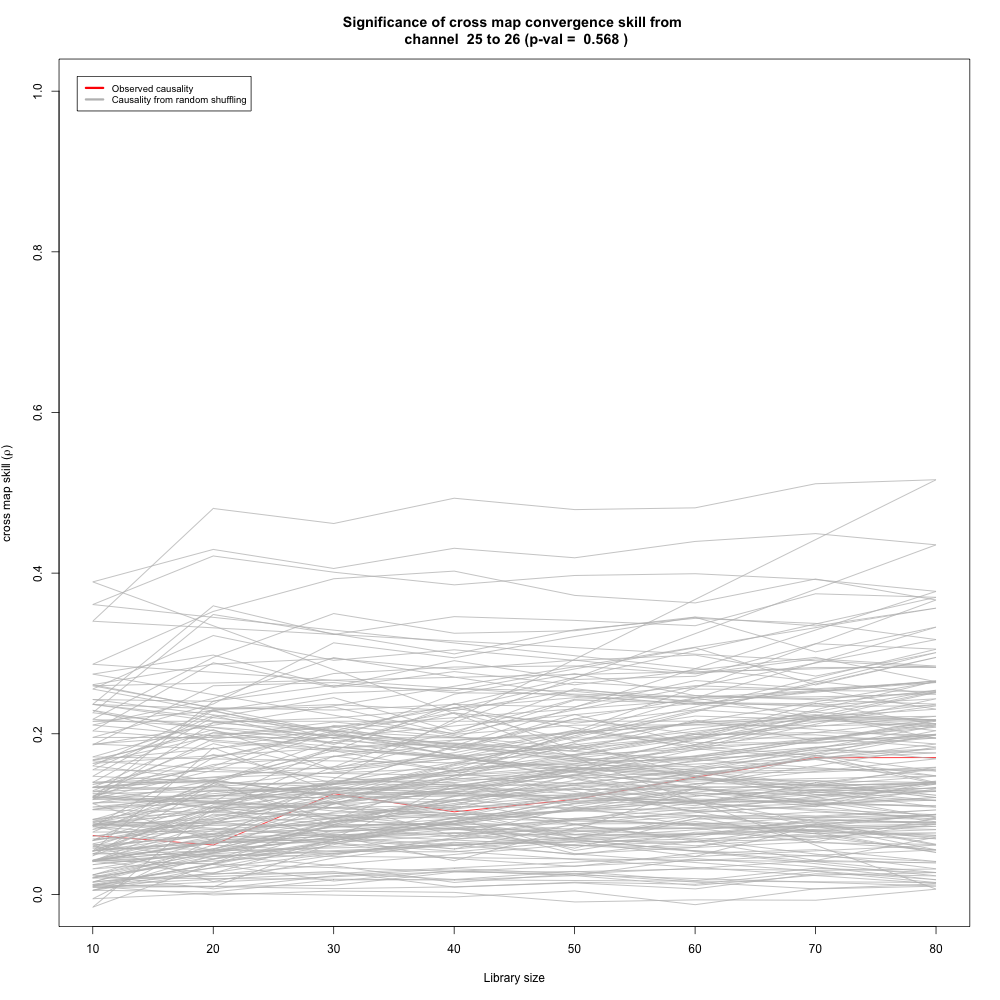 Significance of cross map convergence skill from
channel  25 to 26 (p-val =  0.568 )
Observed causality
Causality from random shuffling
1.0
0.8
0.6
0.4
0.2
0.0
cross map skill (ρ)
10 20 30 40 50 60 70 80
Library size